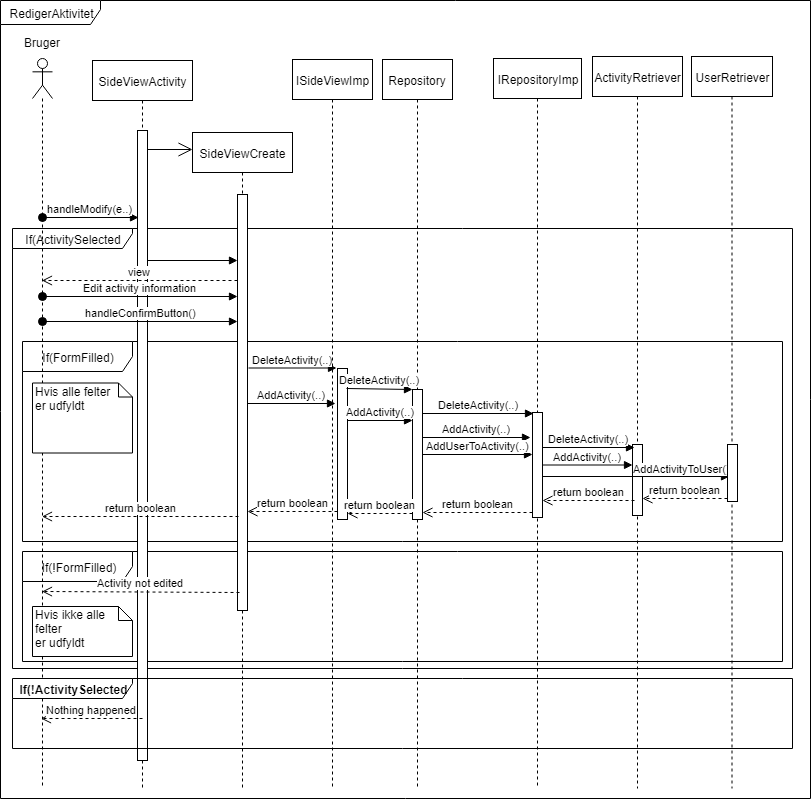 RedigerAktivitet
Bruger
SideViewActivity
ISideViewImp
Repository
IRepositoryImp
ActivityRetriever
UserRetriever
SideViewCreate
handleModify(e..)
If(ActivitySelected
view
Edit activity information
handleConfirmButton()
If(FormFilled)
DeleteActivity(..)
Hvis alle felter
er udfyldt
DeleteActivity(..)
AddActivity(..)
DeleteActivity(..)
AddActivity(..)
AddActivity(..)
DeleteActivity(..)
AddUserToActivity(..)
AddActivity(..)
AddActivityToUser(
return boolean
return boolean
return boolean
return boolean
return boolean
return boolean
If(!FormFilled)
Activity not edited
Hvis ikke alle
felter
er udfyldt
If(!ActivitySelected
Nothing happened